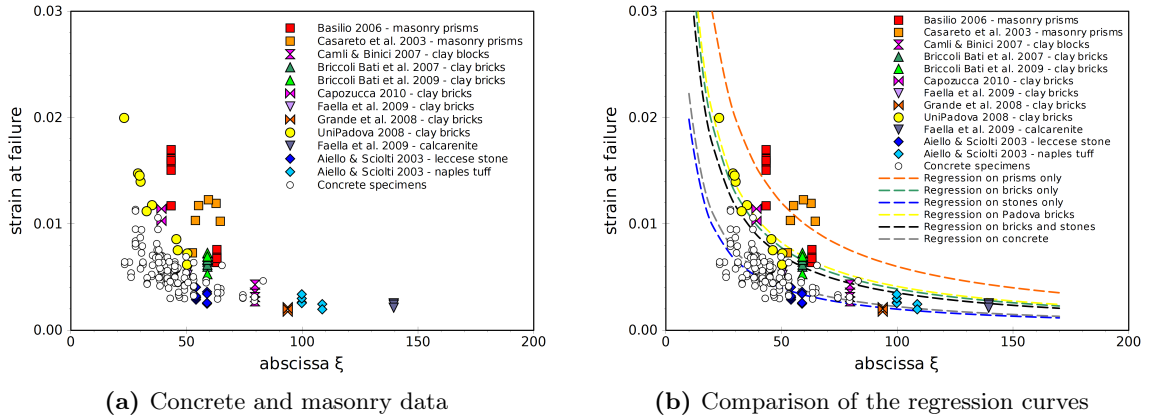 0.03
0.02
0.01
0.00
0
50
100
150
200
strain at failure
abscissa ξ
Basilio 2006 - masonry prisms
Casareto et al. 2003 - masonry prisms
Camli & Binici 2007 - clay blocks
Briccoli Bati et al. 2007 - clay bricks
Briccoli Bati et al. 2009 - clay bricks
Capozucca 2010 - clay bricks
Faella et al. 2009 - clay bricks
Grande et al. 2008 - clay bricks
UniPadova 2008 - clay bricks
Faella et al. 2009 - calcarenite
Aiello & Sciolti 2003 - leccese stone
Aiello & Sciolti 2003 - naples tuff
Concrete specimens
(a) Concrete and masonry data
0.03
0.02
0.01
0.00
0
50
100
150
200
strain at failure
abscissa ξ
Basilio 2006 - masonry prisms
Casareto et al. 2003 - masonry prisms
Camli & Binici 2007 - clay blocks
Briccoli Bati et al. 2007 - clay bricks
Briccoli Bati et al. 2009 - clay bricks
Capozucca 2010 - clay bricks
Faella et al. 2009 - clay bricks
Grande et al. 2008 - clay bricks
UniPadova 2008 - clay bricks
Faella et al. 2009 - calcarenite
Aiello & Sciolti 2003 - leccese stone
Aiello & Sciolti 2003 - naples tuff
Concrete specimens
Regression on prisms only
Regression on bricks only
Regression on stones only
Regression on Padova bricks
Regression on bricks and stones
Regression on concrete
(b) Comparison of the regression curves